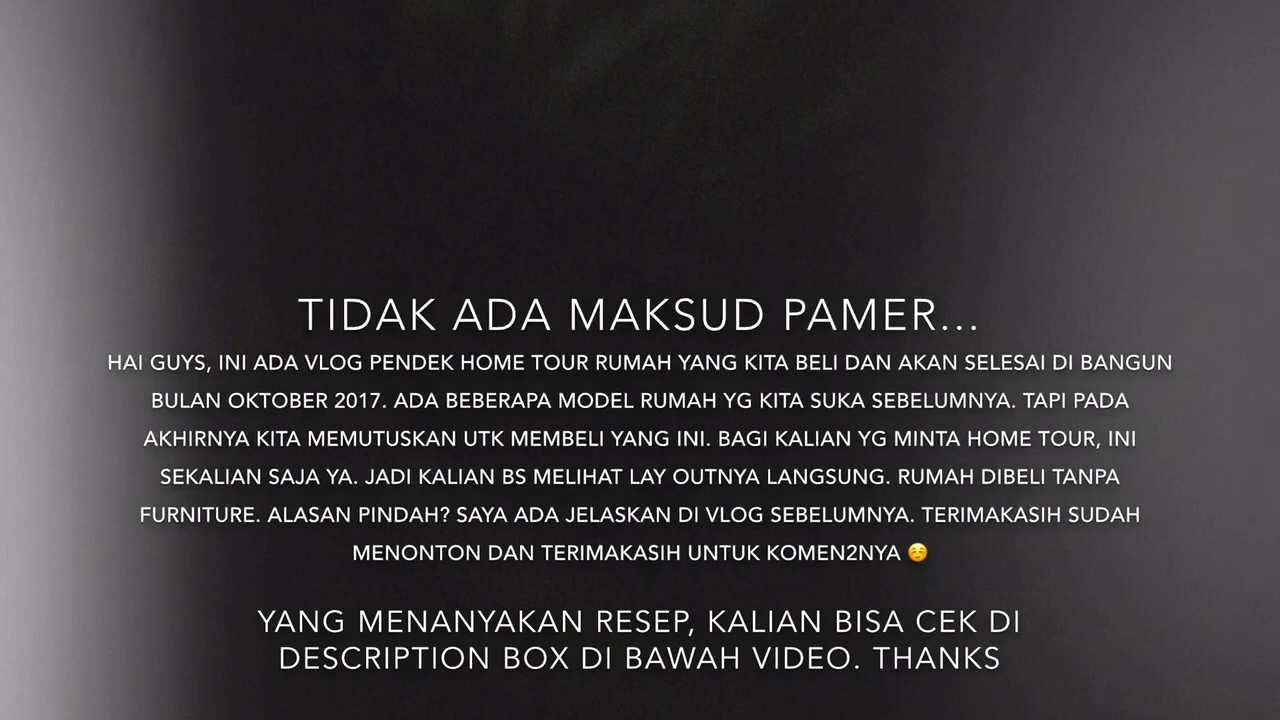 TIDAK ADA MAKSUD PAMER...
HAI GUYS, INI ADA VLOG PENDEK HOME TOUR RUMAH YANG KITA BELI DAN AKAN SELESAI DI BANGUN
BULAN OKTOBER 2017. ADA BEBERAPA MODEL RUMAH YG KITA SUKA SEBELUMNYA. TAPI PADA
AKHIRNYA KITA MEMUTUSKAN UTK MEMBELI YANG INI. BAGI KALIAN YG MINTA HOME TOUR, INI
SEKALIAN SAJA YA. JADI KALIAN BS MELIHAT LAY OUTNYA LANGSUNG. RUMAH DIBELI TANPA
FURNITURE. ALASAN PINDAH? SAYA ADA JELASKAN DI VLOG SEBELUMNYA. TERIMAKASIH SUDAH
MENONTON DAN TERIMAKASIH UNTUK KOMEN2NYA ☺️
YANG MENANYAKAN RESEP, KALIAN BISA CEK DI
DESCRIPTION BOX DI BAWAH VIDEO. THANKS